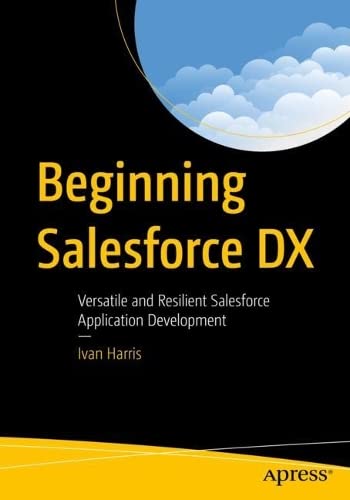 Beginning
Salesforce DX
Versatile and Resilient Salesforce
Application Development
—
Ivan Harris
Apress®